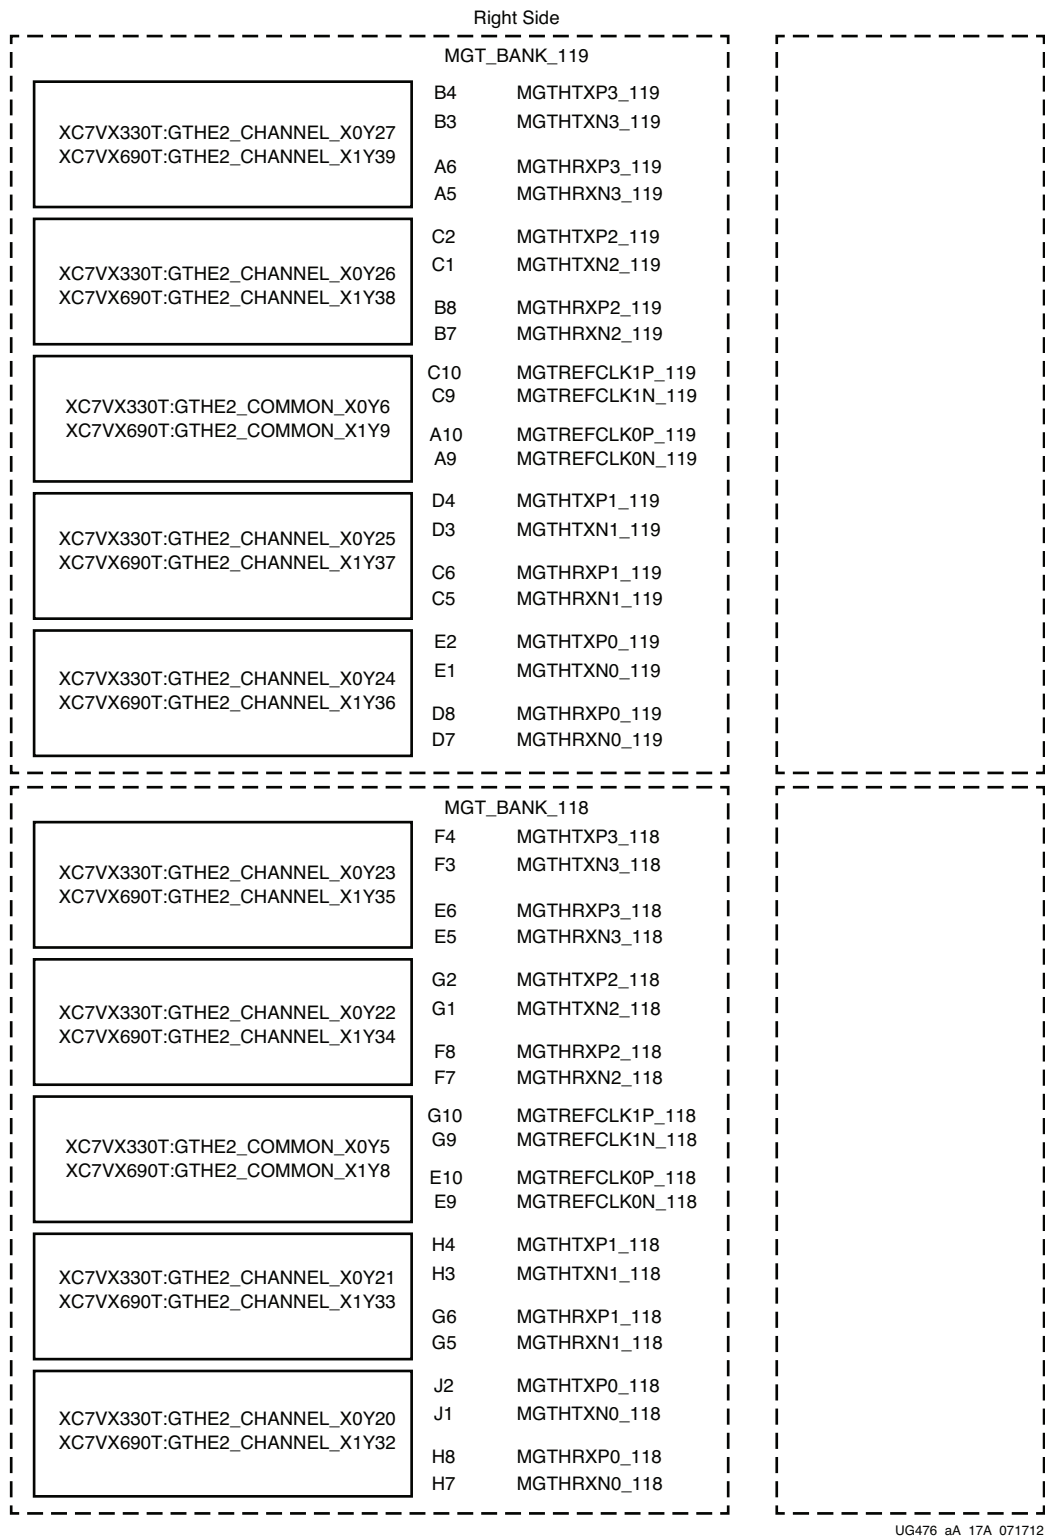 Right Side
MGT_BANK_119
XC7VX330T:GTHE2_CHANNEL_X0Y27
XC7VX690T:GTHE2_CHANNEL_X1Y39
B4 MGTHTXP3_119
B3 MGTHTXN3_119
A6 MGTHRXP3_119
A5 MGTHRXN3_119
XC7VX330T:GTHE2_CHANNEL_X0Y26
XC7VX690T:GTHE2_CHANNEL_X1Y38
C2 MGTHTXP2_119
C1 MGTHTXN2_119
B8 MGTHRXP2_119
B7 MGTHRXN2_119
XC7VX330T:GTHE2_COMMON_X0Y6
XC7VX690T:GTHE2_COMMON_X1Y9
C10 MGTREFCLK1P_119
C9 MGTREFCLK1N_119
A10 MGTREFCLK0P_119
A9 MGTREFCLK0N_119
XC7VX330T:GTHE2_CHANNEL_X0Y25
XC7VX690T:GTHE2_CHANNEL_X1Y37
D4 MGTHTXP1_119
D3 MGTHTXN1_119
C6 MGTHRXP1_119
C5 MGTHRXN1_119
XC7VX330T:GTHE2_CHANNEL_X0Y24
XC7VX690T:GTHE2_CHANNEL_X1Y36
E2 MGTHTXP0_119
E1 MGTHTXN0_119
D8 MGTHRXP0_119
D7 MGTHRXN0_119
MGT_BANK_118
XC7VX330T:GTHE2_CHANNEL_X0Y23
XC7VX690T:GTHE2_CHANNEL_X1Y35
F4 MGTHTXP3_118
F3 MGTHTXN3_118
E6 MGTHRXP3_118
E5 MGTHRXN3_118
XC7VX330T:GTHE2_CHANNEL_X0Y22
XC7VX690T:GTHE2_CHANNEL_X1Y34
G2 MGTHTXP2_118
G1 MGTHTXN2_118
F8 MGTHRXP2_118
F7 MGTHRXN2_118
XC7VX330T:GTHE2_COMMON_X0Y5
XC7VX690T:GTHE2_COMMON_X1Y8
G10 MGTREFCLK1P_118
G9 MGTREFCLK1N_118
E10 MGTREFCLK0P_118
E9 MGTREFCLK0N_118
XC7VX330T:GTHE2_CHANNEL_X0Y21
XC7VX690T:GTHE2_CHANNEL_X1Y33
H4 MGTHTXP1_118
H3 MGTHTXN1_118
G6 MGTHRXP1_118
G5 MGTHRXN1_118
XC7VX330T:GTHE2_CHANNEL_X0Y20
XC7VX690T:GTHE2_CHANNEL_X1Y32
J2 MGTHTXP0_118
J1 MGTHTXN0_118
H8 MGTHRXP0_118
H7 MGTHRXN0_118
UG476_aA_17A_071712